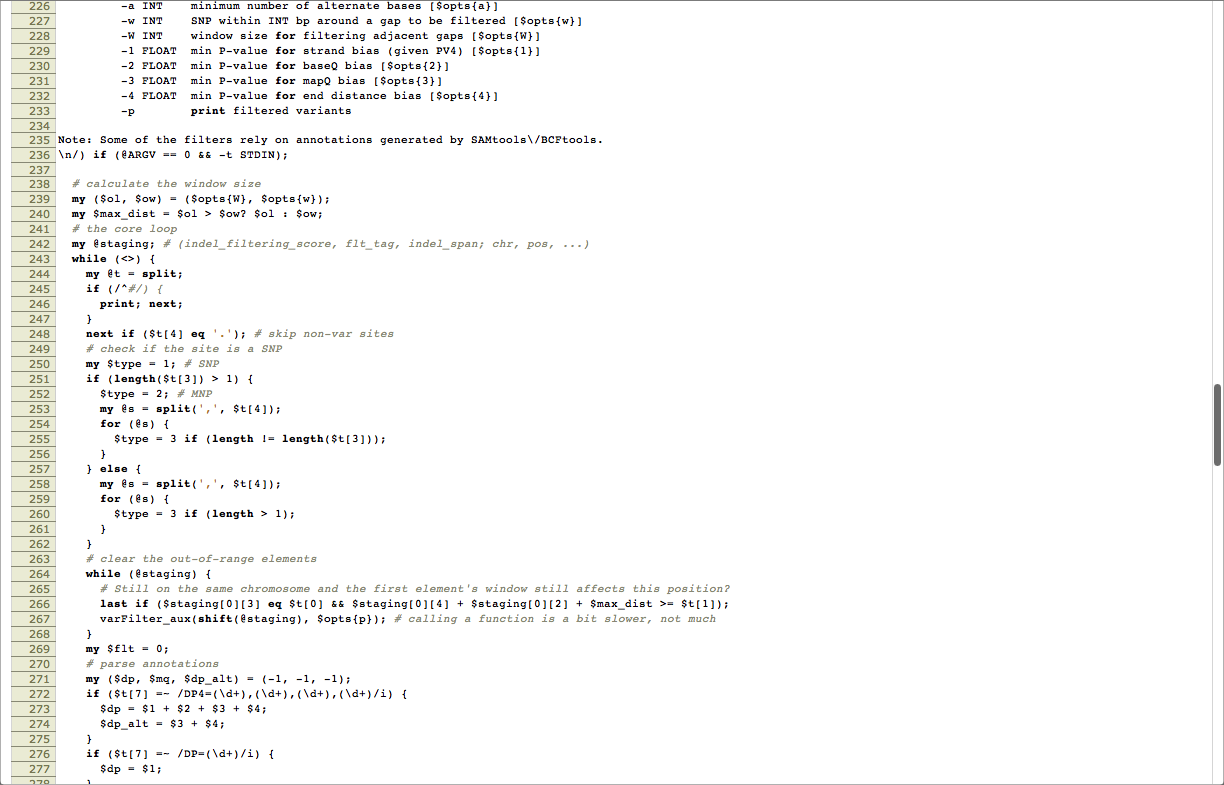 226 -a INT minimum number of alternate bases [$opts{a}]
227 -w INT SNP within INT bp around a gap to be filtered [$opts{w}]
228 -W INT window size for filtering adjacent gaps [$opts{W}]
229 -1 FLOAT min P-value for strand bias (given PV4) [$opts{1}]
230 -2 FLOAT min P-value for baseQ bias [$opts{2}]
231 -3 FLOAT min P-value for mapQ bias [$opts{3}]
232 -4 FLOAT min P-value for end distance bias [$opts{4}]
233 -p print filtered variants
234
235 Note: Some of the filters rely on annotations generated by SAMtools\/BCFtools.
236 \n/) if (@ARGV == 0 && -t STDIN);
237
238 # calculate the window size
239 my ($ol, $ow) = ($opts{W}, $opts{w});
240 my $max_dist = $ol > $ow? $ol : $ow;
241 # the core loop
242 my @staging; # (indel_filtering_score, flt_tag, indel_span; chr, pos, ...)
243 while (<>) {
244 my @t = split;
245 if (/^#/) {
246 print; next;
247 }
248 next if ($t[4] eq '.'); # skip non-var sites
249 # check if the site is a SNP
250 my $type = 1; # SNP
251 if (length($t[3]) > 1) {
252 $type = 2; # MNP
253 my @s = split(',', $t[4]);
254 for (@s) {
255 $type = 3 if (length != length($t[3]));
256 }
257 } else {
258 my @s = split(',', $t[4]);
259 for (@s) {
260 $type = 3 if (length > 1);
261 }
262 }
263 # clear the out-of-range elements
264 while (@staging) {
265 # Still on the same chromosome and the first element's window still affects this position?
266 last if ($staging[0][3] eq $t[0] && $staging[0][4] + $staging[0][2] + $max_dist >= $t[1]);
267 varFilter_aux(shift(@staging), $opts{p}); # calling a function is a bit slower, not much
268 }
269 my $flt = 0;
270 # parse annotations
271 my ($dp, $mq, $dp_alt) = (-1, -1, -1);
272 if ($t[7] =~ /DP4=(\d+),(\d+),(\d+),(\d+)/i) {
273 $dp = $1 + $2 + $3 + $4;
274 $dp_alt = $3 + $4;
275 }
276 if ($t[7] =~ /DP=(\d+)/i) {
277 $dp = $1;
278 }